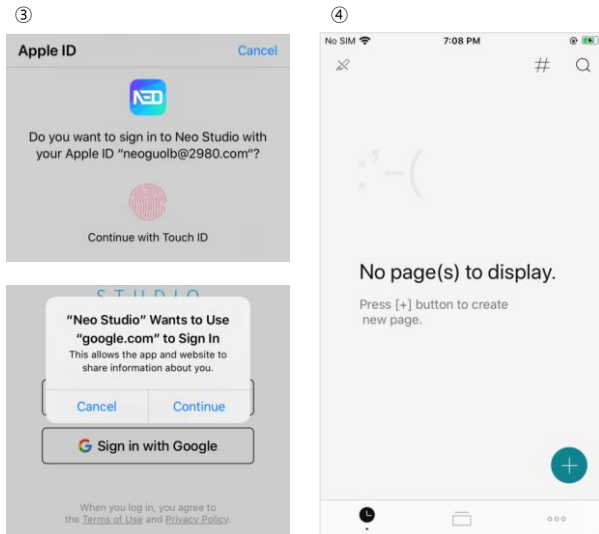 ③
Apple ID Cancel
NEO
Do you want to sign in to Neo Studio with
your Apple ID "neoguolb@2980.com"?
Continue with Touch ID
STUDIO
"Neo Studio" Wants to Use
"google.com" to Sign In
This allows the app and website to
share information about you.
Cancel Continue
G Sign in with Google
When you log in, you agree to
the Terms of Use and Privacy Policy.
④
No SIM 7:08 PM
#
:'-(
No page(s) to display.
Press [+] button to create
new page.
+